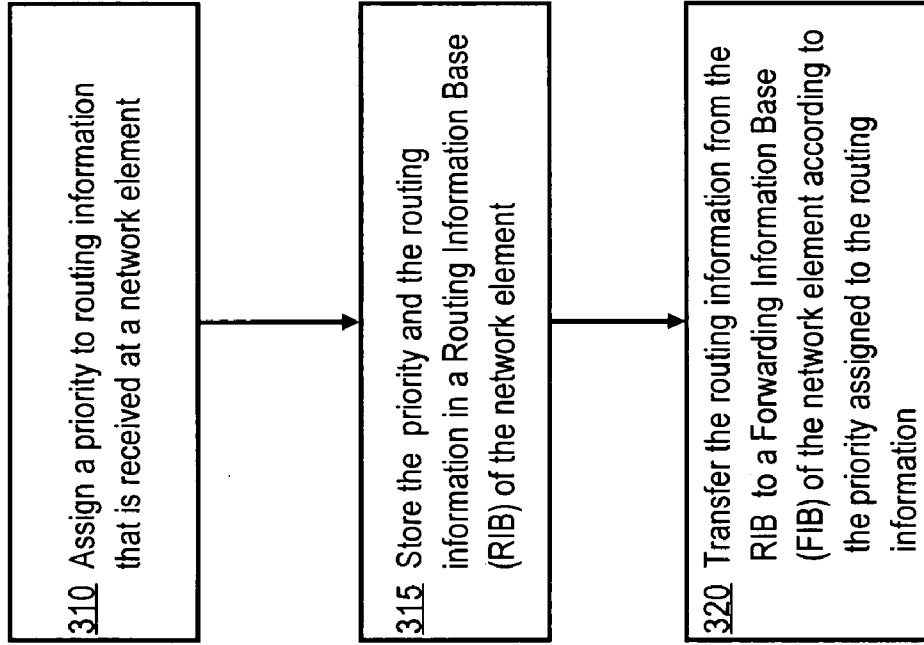 310 Assign a priority to routing information
that is received at a network element
315 Store the priority and the routing
information in a Routing Information Base
(RIB) of the network element
320 Transfer the routing information from the
RIB to a Forwarding Information Base
(FIB) of the network element according to
the priority assigned to the routing
information